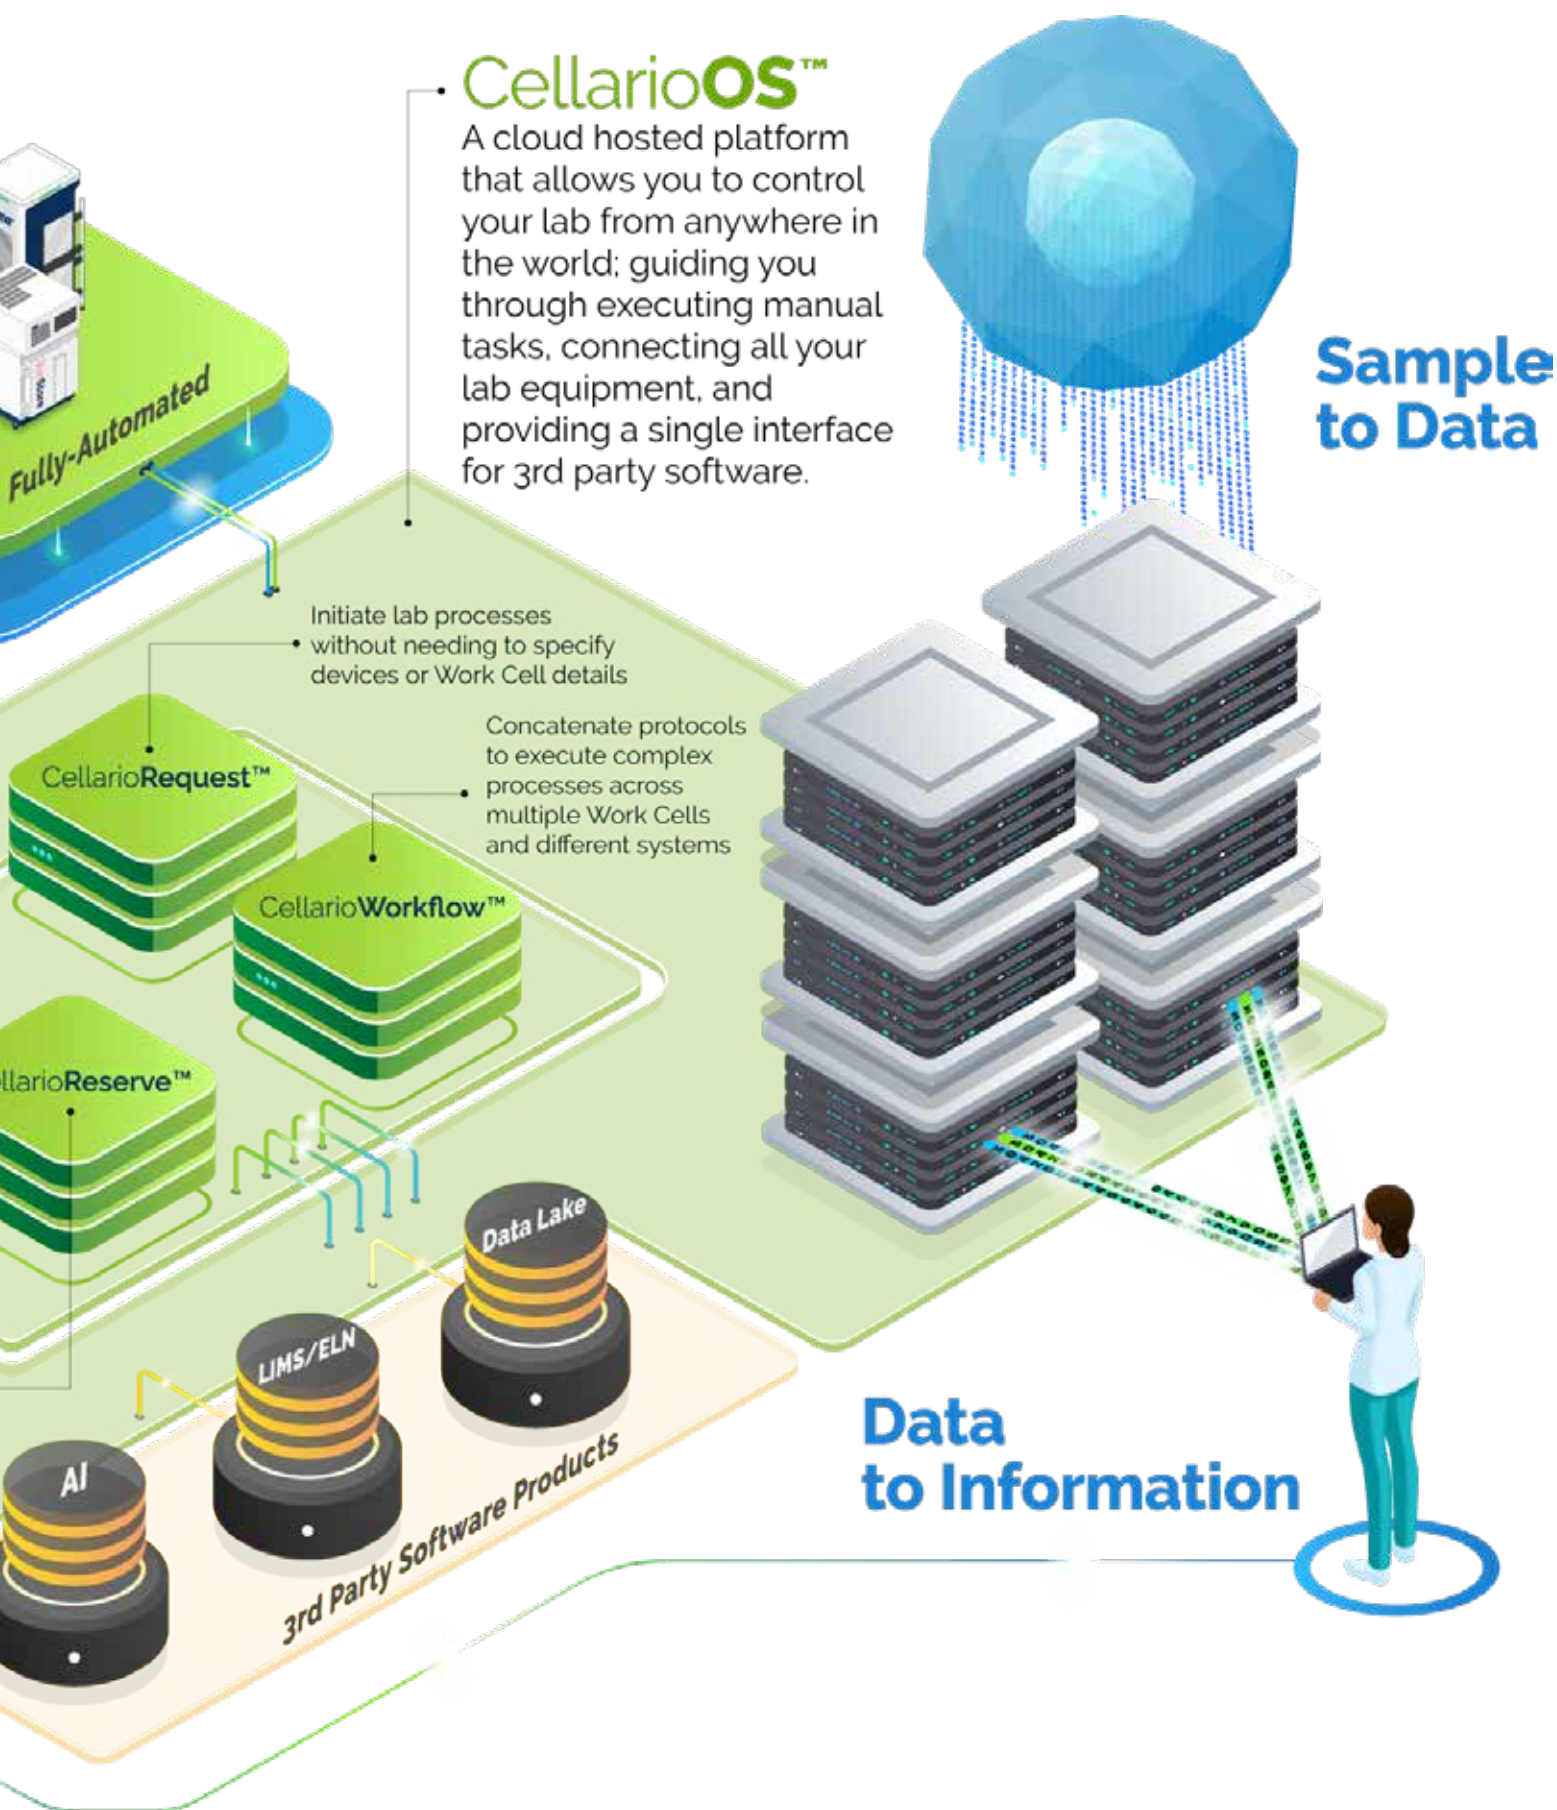 CellarioOS™
A cloud hosted platform
that allows you to control
your lab from anywhere in
the world; guiding you
through executing manual
tasks, connecting all your
lab equipment, and
providing a single interface
for 3rd party software.
Sample
to Data
Fully-Automated
Initiate lab processes
without needing to specify
devices or Work Cell details
Concatenate protocols
to execute complex
processes across
multiple Work Cells
and different systems
CellarioRequest™
CellarioWorkflow™
llarioReserve™
Data Lake
LIMS/ELN
AI
3rd Party Software Products
Data
to Information